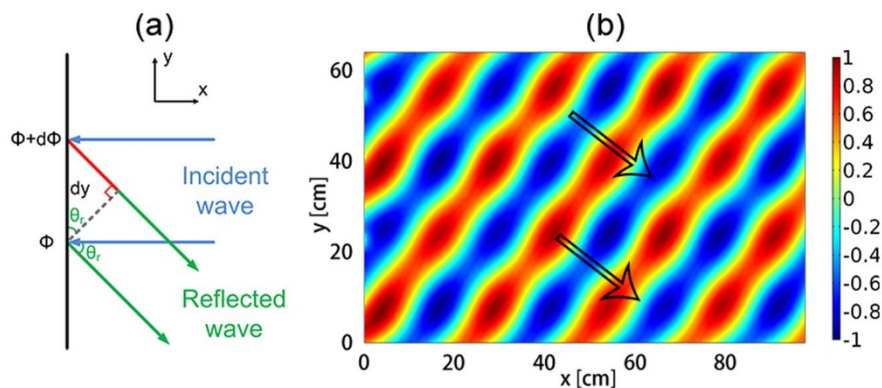 (a)
y
x
Φ+dΦ
Incident
wave
dy
θr
Φ
θr
Reflected
wave
(b)
60
40
20
0
y [cm]
0
20
40
60
80
x [cm]
1
0.8
0.6
0.4
0.2
0
-0.2
-0.4
-0.6
-0.8
-1